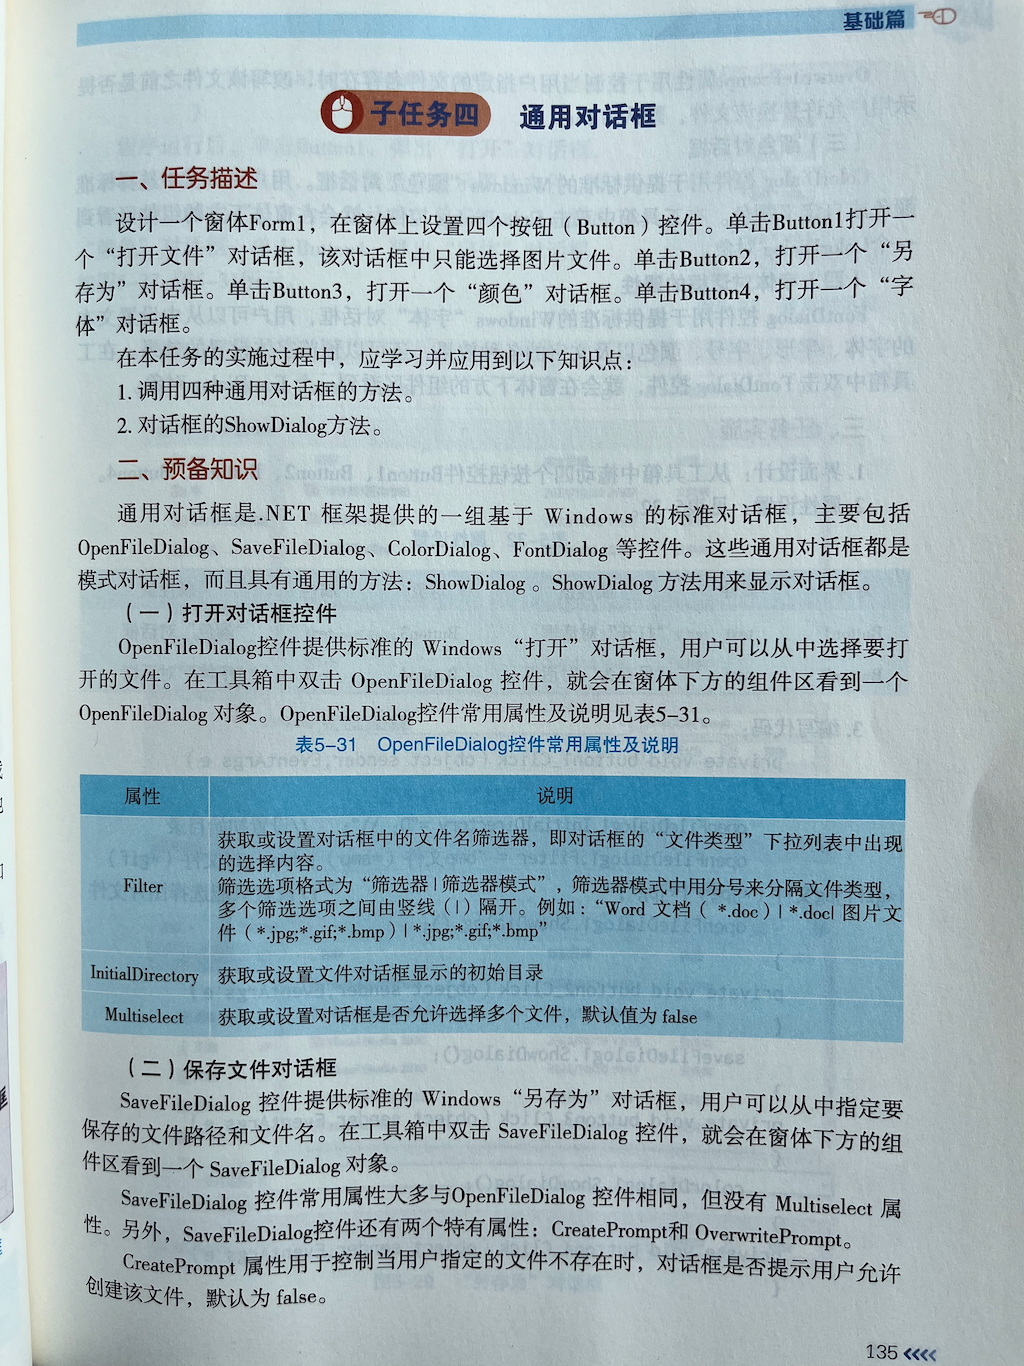 基础篇
子任务四 通用对话框
一、任务描述
设计一个窗体Form1，在窗体上设置四个按钮（Button）控件。单击Button1打开一
个“打开文件”对话框，该对话框中只能选择图片文件。单击Button2，打开一个“另
存为”对话框。单击Button3，打开一个“颜色”对话框。单击Button4，打开一个“字
体”对话框。
在本任务的实施过程中，应学习并应用到以下知识点：
1. 调用四种通用对话框的方法。
2. 对话框的ShowDialog方法。
二、预备知识
通用对话框是.NET 框架提供的一组基于 Windows 的标准对话框，主要包括
OpenFileDialog、SaveFileDialog、ColorDialog、FontDialog 等控件。这些通用对话框都是
模式对话框，而且具有通用的方法：ShowDialog 。ShowDialog 方法用来显示对话框。
（一）打开对话框控件
OpenFileDialog控件提供标准的 Windows “打开” 对话框，用户可以从中选择要打
开的文件。在工具箱中双击 OpenFileDialog 控件，就会在窗体下方的组件区看到一个
OpenFileDialog 对象。OpenFileDialog控件常用属性及说明见表5-31。
表5-31 OpenFileDialog控件常用属性及说明
属性 说明
Filter 获取或设置对话框中的文件名筛选器，即对话框的“文件类型”下拉列表中出现
的选择内容。
筛选选项格式为“筛选器|筛选器模式”，筛选器模式中用分号来分隔文件类型，
多个筛选选项之间由竖线（|）隔开。例如：“Word 文档（ *.doc）| *.doc| 图片文
件（*.jpg;*.gif;*.bmp）| *.jpg;*.gif;*.bmp”
InitialDirectory 获取或设置文件对话框显示的初始目录
Multiselect 获取或设置对话框是否允许选择多个文件，默认值为 false
（二）保存文件对话框
SaveFileDialog 控件提供标准的 Windows “另存为” 对话框，用户可以从中指定要
保存的文件路径和文件名。在工具箱中双击 SaveFileDialog 控件，就会在窗体下方的组
件区看到一个 SaveFileDialog 对象。
SaveFileDialog 控件常用属性大多与OpenFileDialog 控件相同，但没有 Multiselect 属
性。另外，SaveFileDialog控件还有两个特有属性：CreatePrompt和 OverwritePrompt。
CreatePrompt 属性用于控制当用户指定的文件不存在时，对话框是否提示用户允许
创建该文件，默认为 false。
135